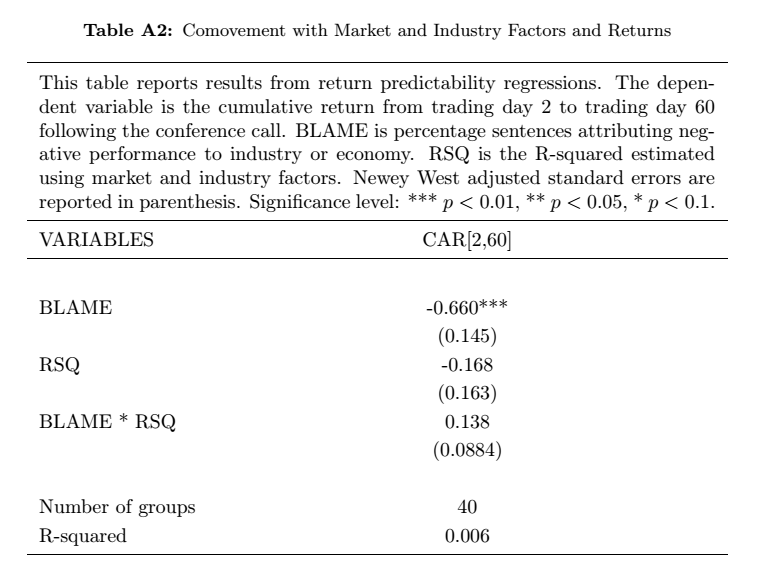 Table A2: Comovement with Market and Industry Factors and Returns
This table reports results from return predictability regressions. The depen-
dent variable is the cumulative return from trading day 2 to trading day 60
following the conference call. BLAME is percentage sentences attributing neg-
ative performance to industry or economy. RSQ is the R-squared estimated
using market and industry factors. Newey West adjusted standard errors are
reported in parenthesis. Significance level: *** p < 0.01, ** p < 0.05, * p < 0.1.
VARIABLES CAR[2,60]
BLAME -0.660***
(0.145)
RSQ -0.168
(0.163)
BLAME * RSQ 0.138
(0.0884)
Number of groups 40
R-squared 0.006